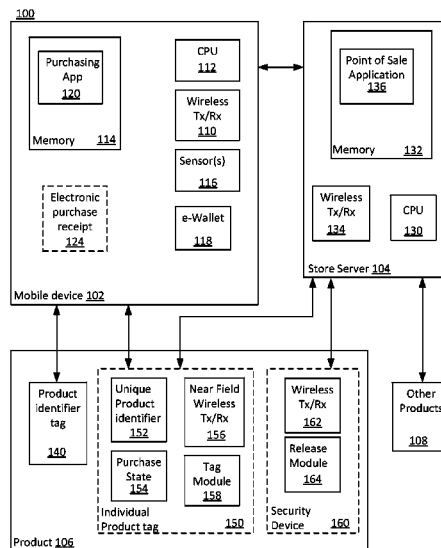 100
Purchasing
App
120
Memory 114
CPU
112
Wireless
Tx/Rx
110
Sensor(s)
116
e-Wallet
118
Electronic
purchase
receipt
124
Mobile device 102
Point of Sale
Application
136
Memory 132
Wireless
Tx/Rx
134
CPU
130
Store Server 104
Product
identifier
tag
140
Unique
Product
identifier
152
Near Field
Wireless
Tx/Rx
156
Purchase
State
154
Tag
Module
158
Individual
Product tag 150
Wireless
Tx/Rx
162
Release
Module
164
Security
Device 160
Other
Products
108
Product 106